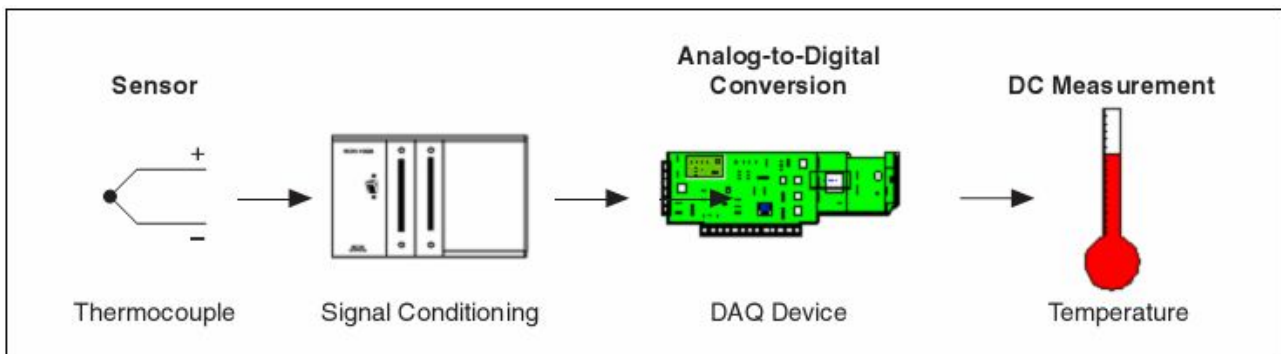 Sensor
Analog-to-Digital
Conversion
DC Measurement
+
–
Thermocouple
Signal Conditioning
DAQ Device
Temperature